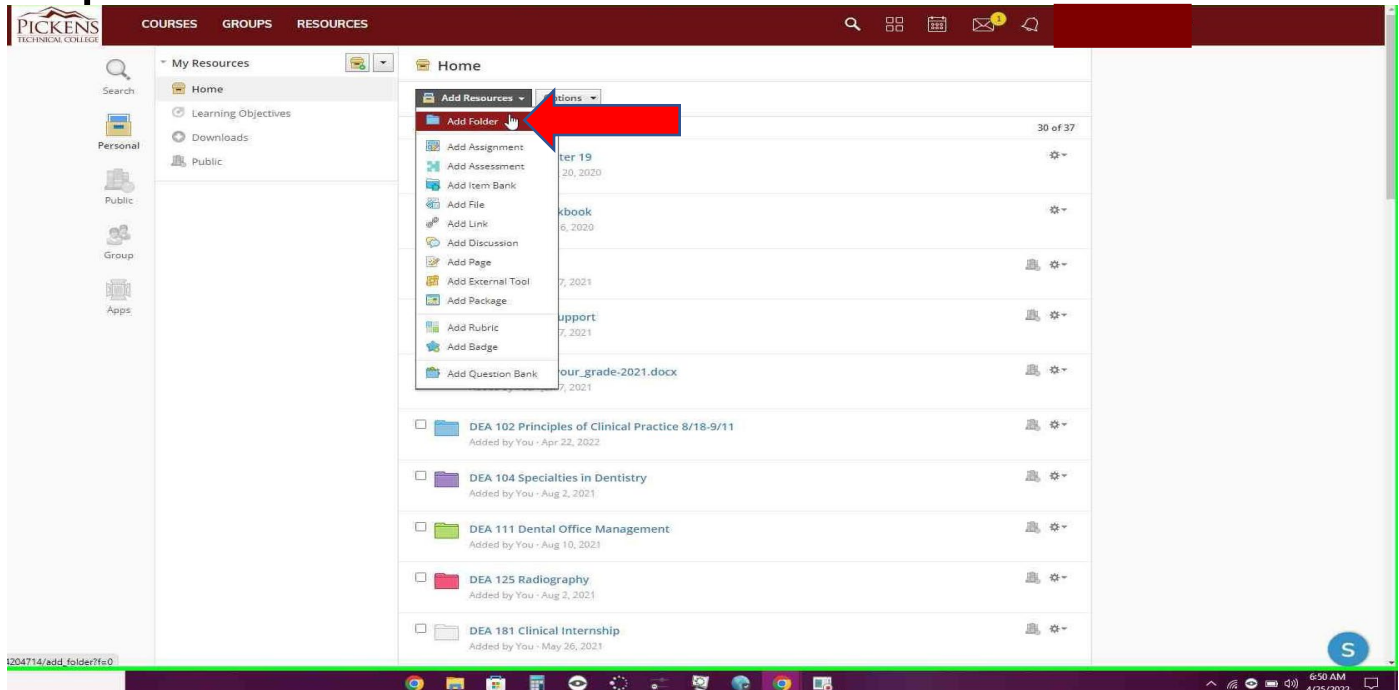 PICKENS
TECHNICAL COLLEGE
COURSES GROUPS RESOURCES
1
Search
Personal
Public
Group
Apps
My Resources
Home
Learning Objectives
Downloads
Public
Home
Add Resources
Add Folder
30 of 37
Add Assignment
ter 19
Add Assessment
20, 2020
Add Item Bank
Add File
kbook
Add Link
6, 2020
Add Discussion
Add Page
Add External Tool
7, 2021
Add Package
upport
Add Rubric
7, 2021
Add Badge
Add Question Bank
our_grade-2021.docx
7, 2021
DEA 102 Principles of Clinical Practice 8/18-9/11
Added by You - Apr 22, 2022
DEA 104 Specialties in Dentistry
Added by You - Aug 2, 2021
DEA 111 Dental Office Management
Added by You - Aug 10, 2021
DEA 125 Radiography
Added by You - Aug 2, 2021
DEA 181 Clinical Internship
Added by You - May 26, 2021
S
4204714/add_folder?f=0
6:50 AM
4/25/2022